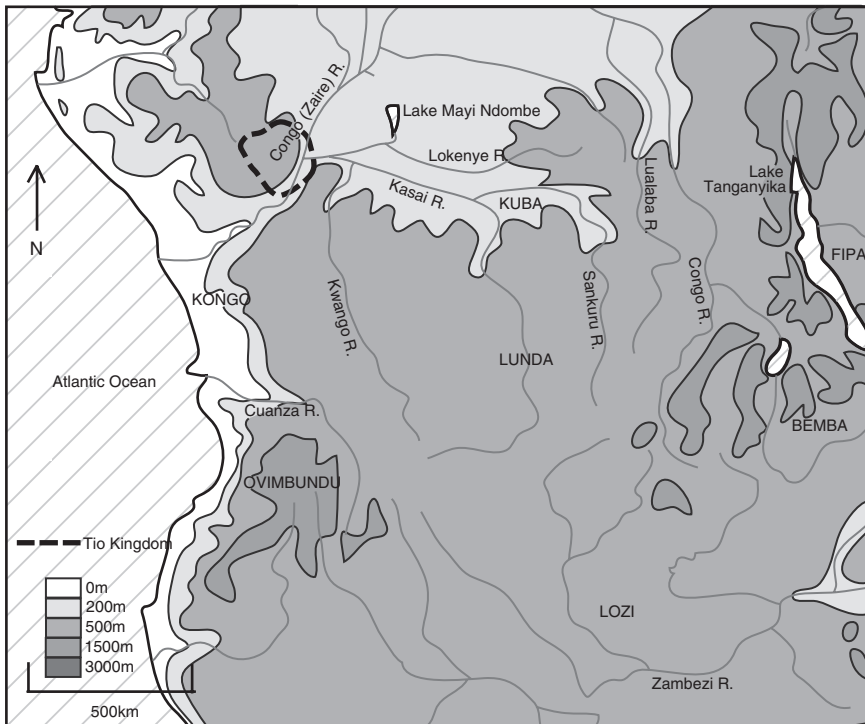 Congo (Zaire) R.
Lake Mayi Ndombe
Lokenye R.
Kasai R.
KUBA
Lualaba R.
Lake
Tanganyika
N
FIPA
KONGO
Kwango R.
Sankuru R.
Congo R.
LUNDA
Atlantic Ocean
Cuanza R.
BEMBA
OVIMBUNDU
Tio Kingdom
0m
200m
500m
1500m
3000m
LOZI
Zambezi R.
500km